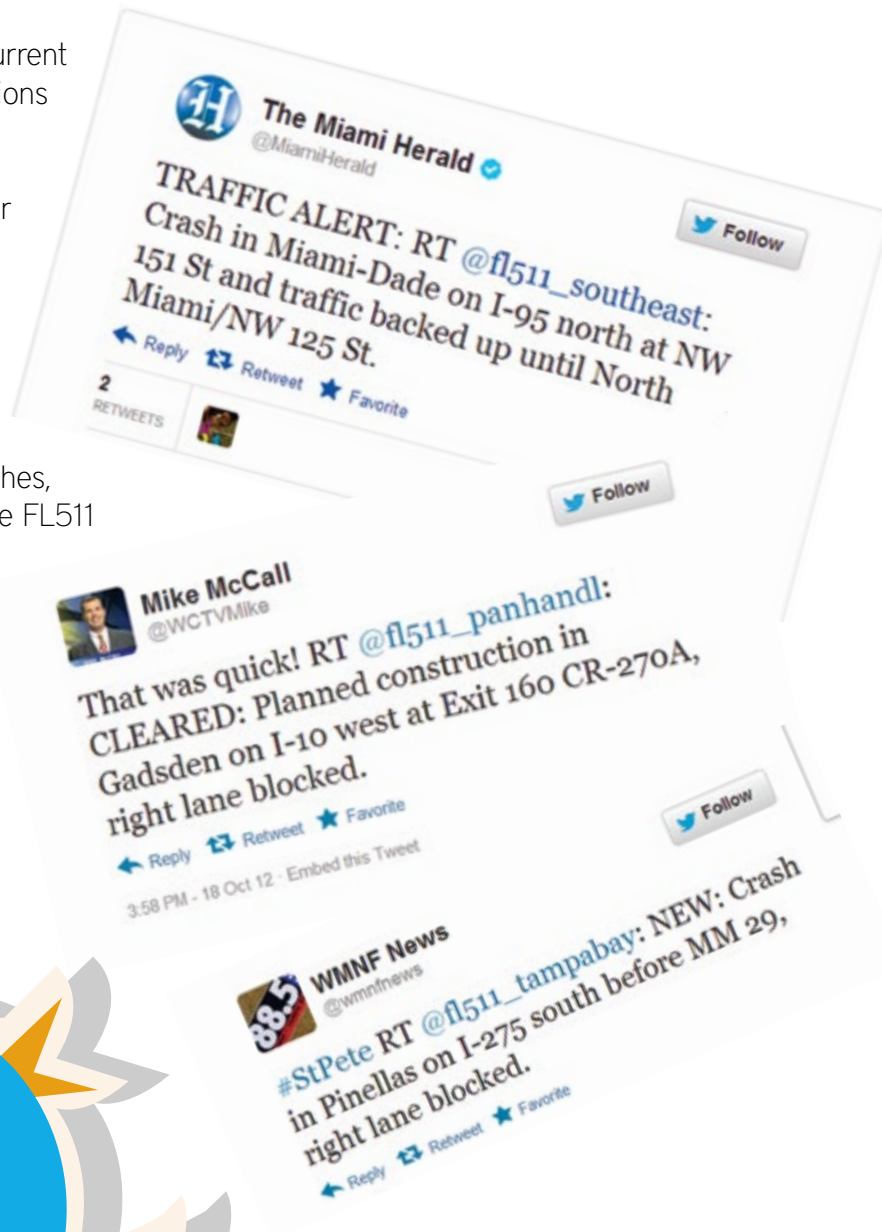 urrent
ions
r
hes,
e FL511
The Miami Herald
@MiamiHerald
Follow
TRAFFIC ALERT: RT @fl511_southeast:
Crash in Miami-Dade on I-95 north at NW
151 St and traffic backed up until North
Miami/NW 125 St.
Reply Retweet Favorite
2
RETWEETS
Follow
Mike McCall
@WCTVMike
That was quick! RT @fl511_panhandl:
CLEARED: Planned construction in
Gadsden on I-10 west at Exit 160 CR-270A,
right lane blocked.
Reply Retweet Favorite
3:58 PM - 18 Oct 12 · Embed this Tweet
Follow
88.5
WMNF News
@wmnfnews
#StPete RT @fl511_tampabay: NEW: Crash
in Pinellas on I-275 south before MM 29,
right lane blocked.
Reply Retweet Favorite